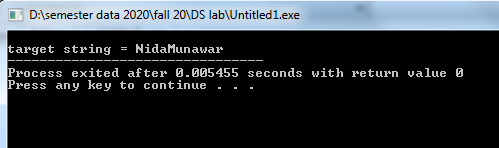 D:\semester data 2020\fall 20\DS lab\Untitled1.exe
target string = NidaMunawar
--------------------------------
Process exited after 0.005455 seconds with return value 0
Press any key to continue . . .